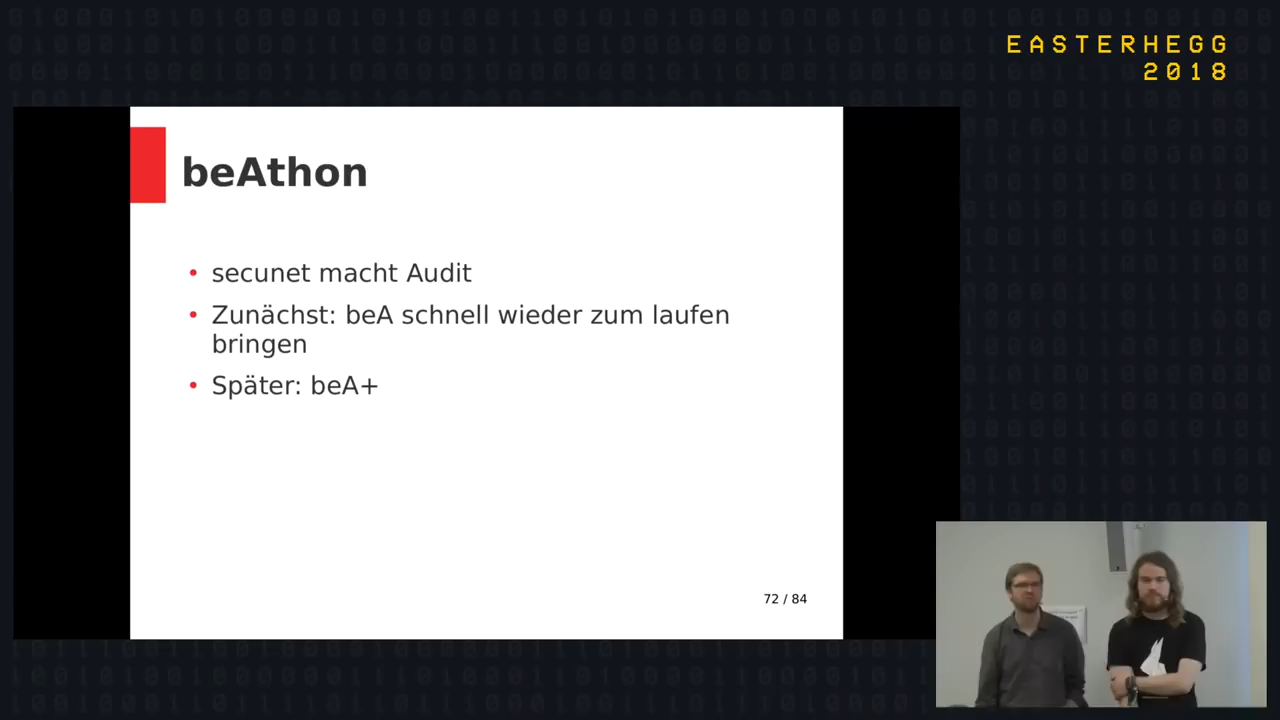 EASTERHEGG
2018
beAthon
• secunet macht Audit
• Zunächst: beA schnell wieder zum laufen
bringen
• Später: beA+
72 / 84